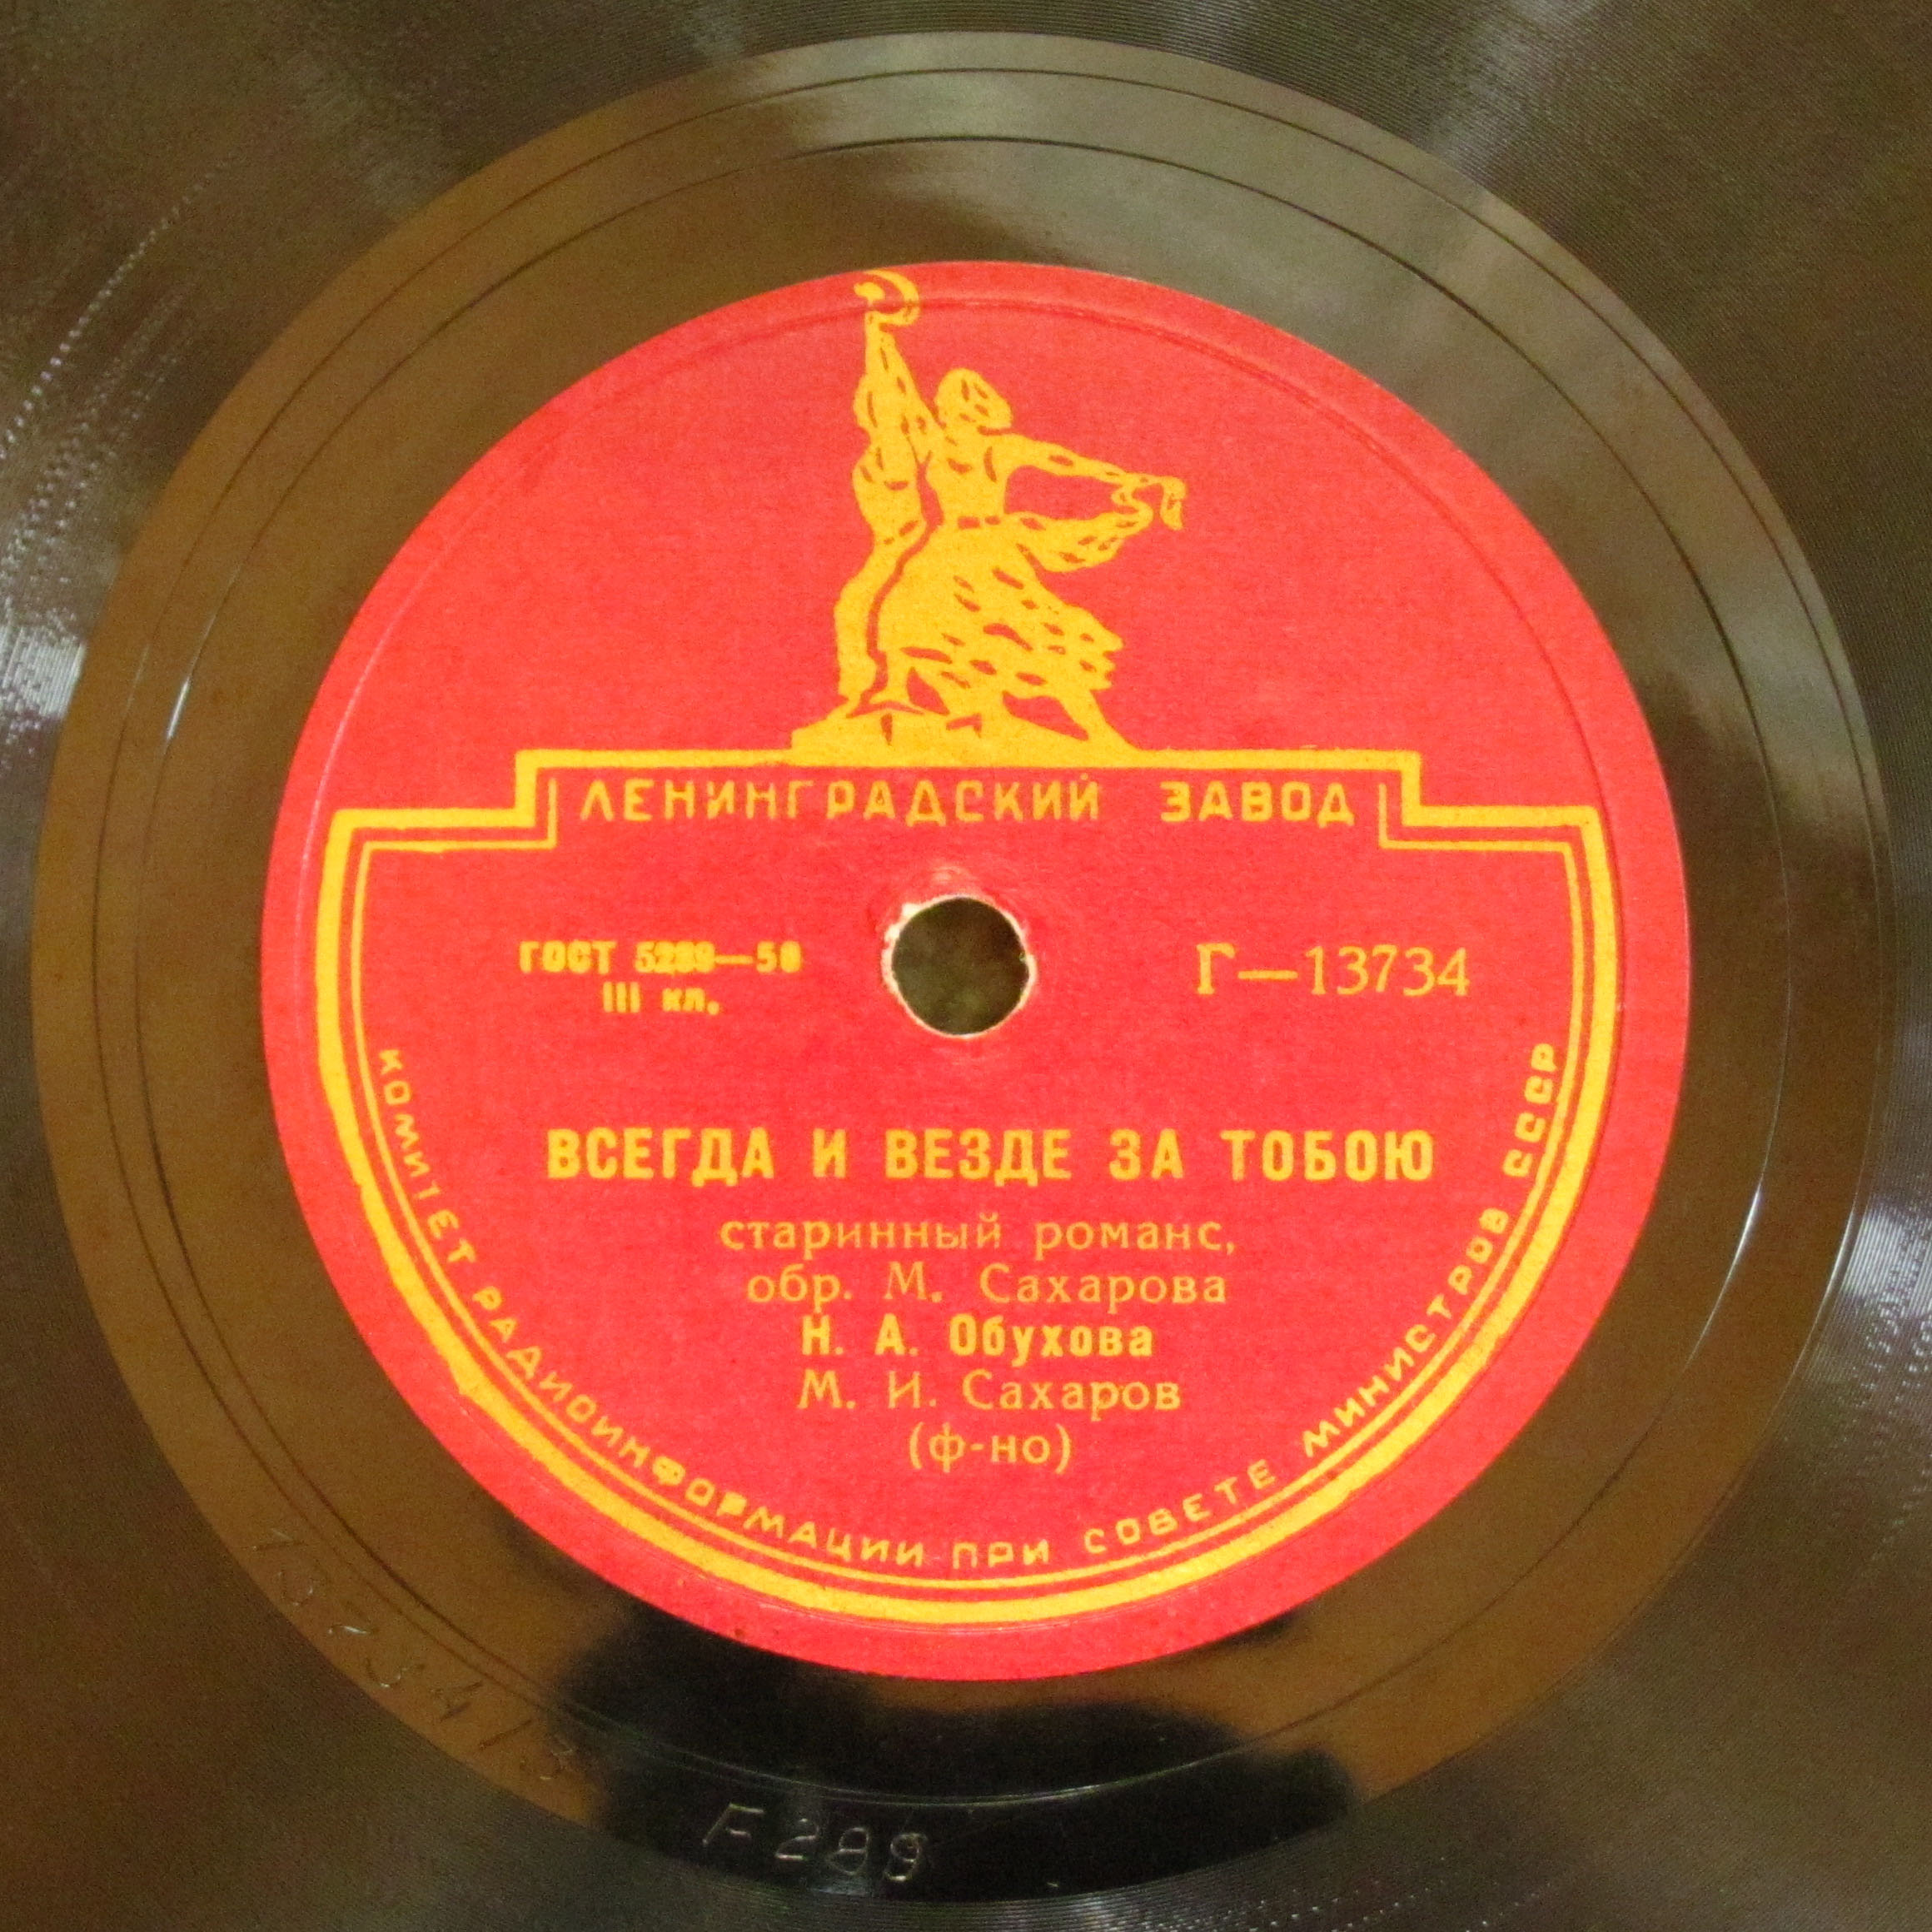 ЛЕНИНГРАДСКИЙ ЗАВОД
ГОСТ 5289—50
III кл.
Г—13734
ВСЕГДА И ВЕЗДЕ ЗА ТОБОЮ
старинный романс,
обр. М. Сахарова
Н. А. Обухова
М. И. Сахаров
(ф-но)
КОМИТЕТ РАДИОИНФОРМАЦИИ ПРИ СОВЕТЕ МИНИСТРОВ СССР
F 289